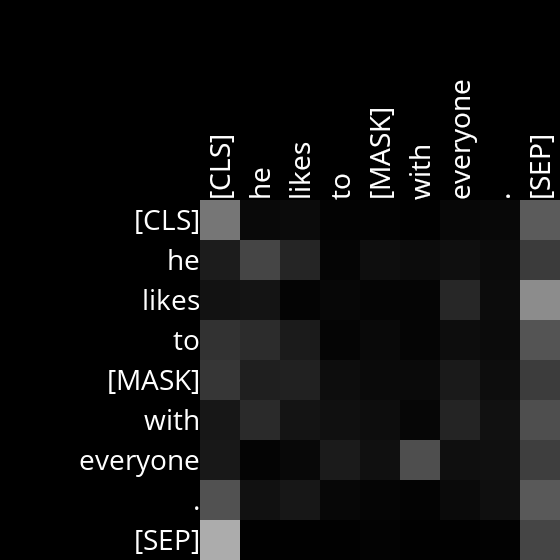 [CLS] he likes to [MASK] with everyone . [SEP]
[CLS]
he
likes
to
[MASK]
with
everyone
.
[SEP]